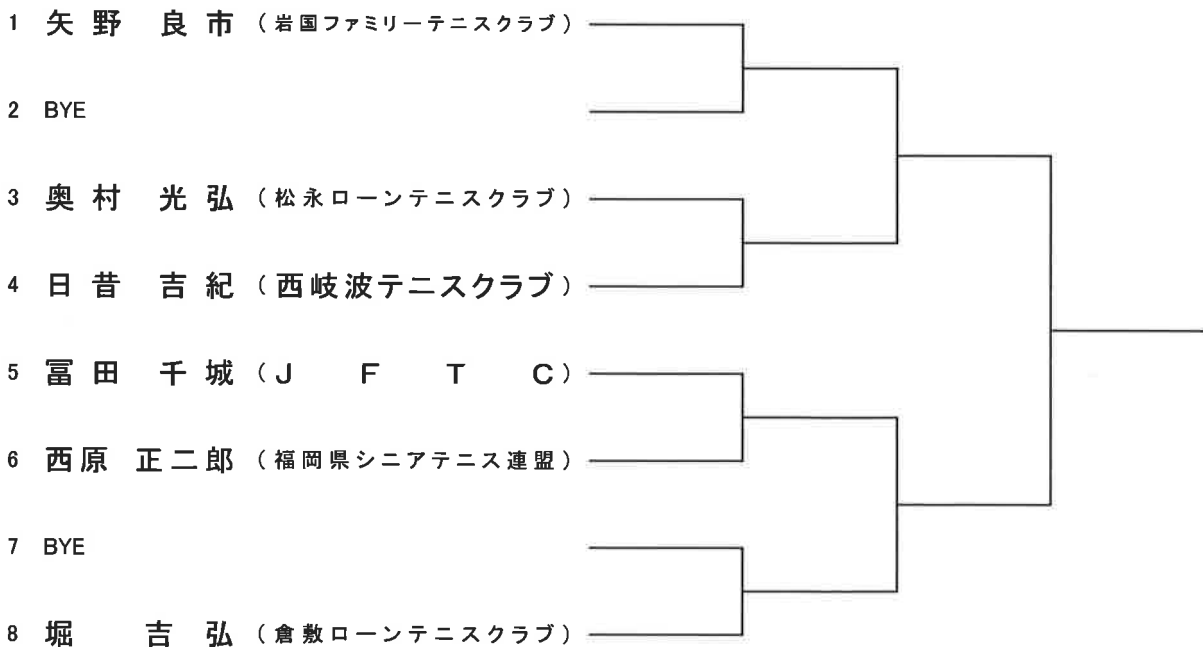 1 矢野 良市 (岩国ファミリーテニスクラブ)
2 BYE
3 奥村 光弘 (松永ローンテニスクラブ)
4 日昔 吉紀 (西岐波テニスクラブ)
5 冨田 千城 (J F T C)
6 西原 正二郎 (福岡県シニアテニス連盟)
7 BYE
8 堀 吉弘 (倉敷ローンテニスクラブ)